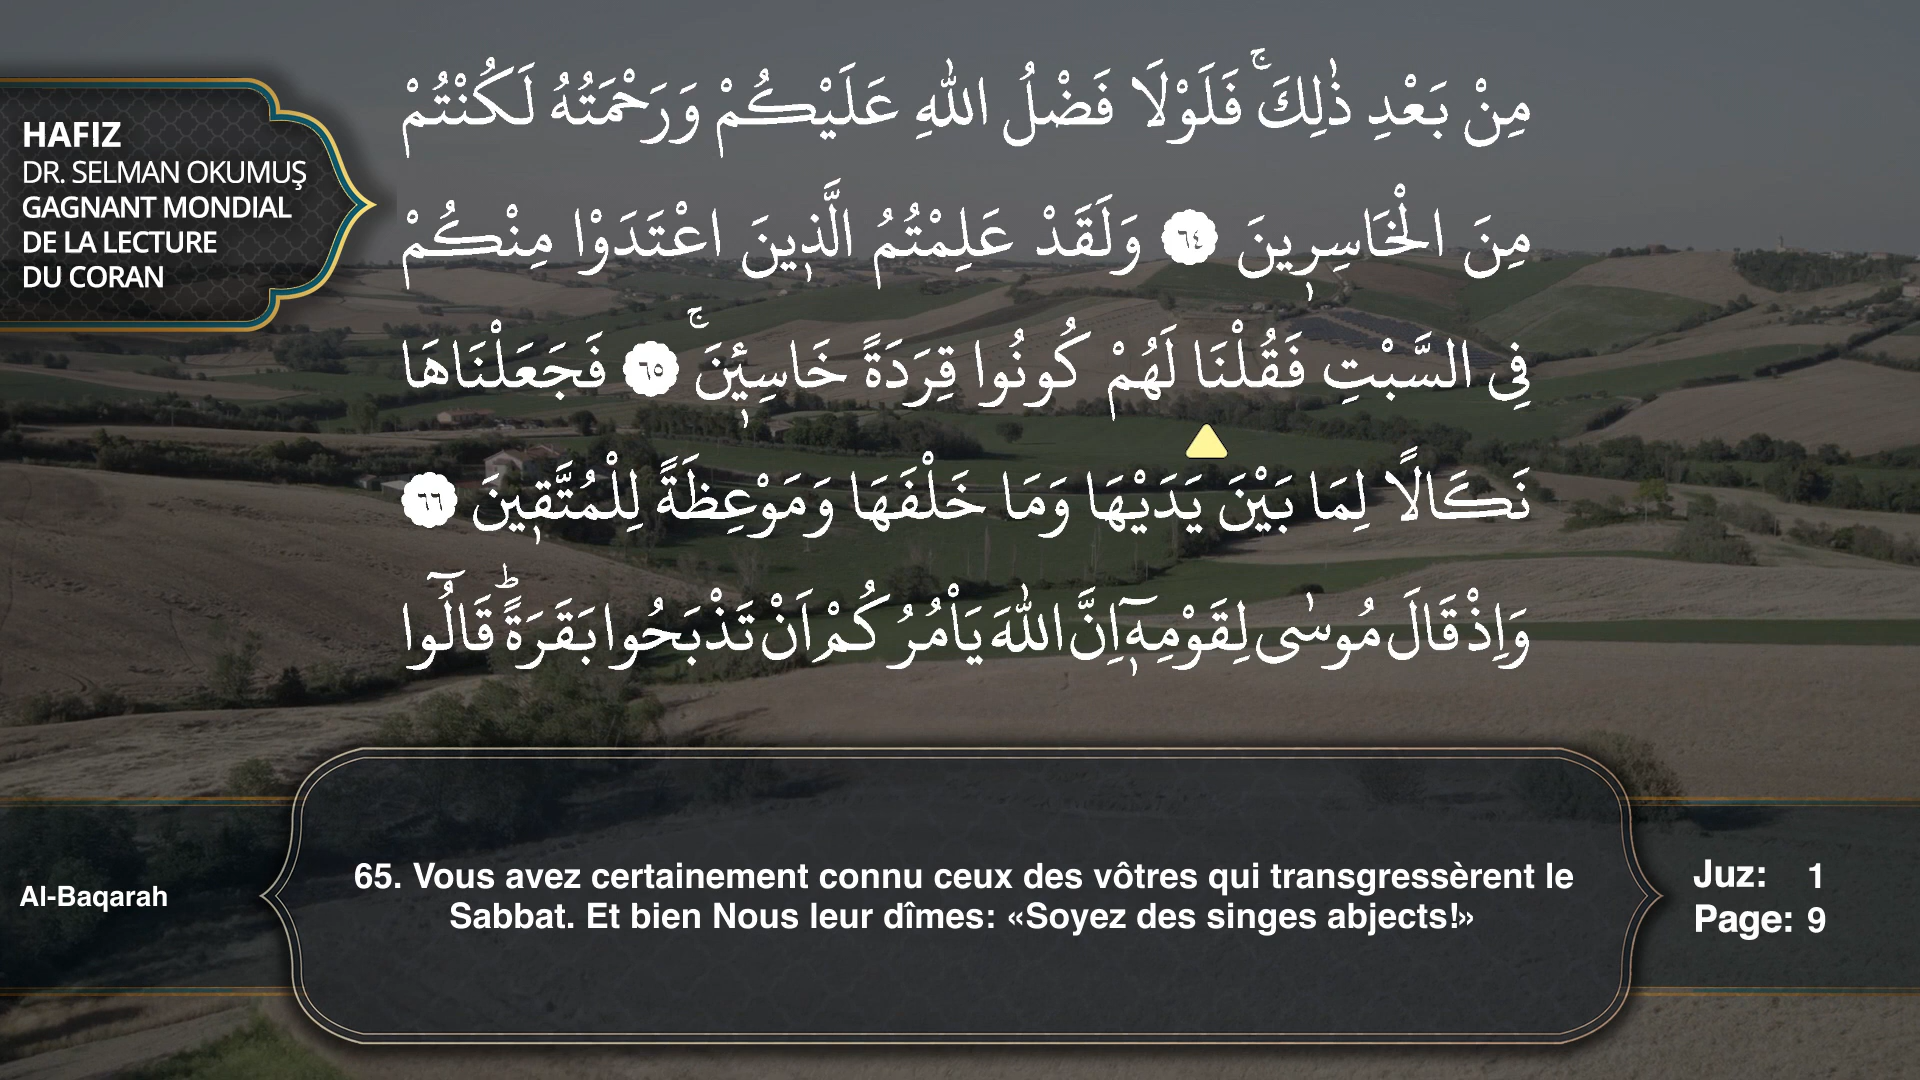 HAFIZ
DR. SELMAN OKUMUŞ
GAGNANT MONDIAL
DE LA LECTURE
DU CORAN
مِنْ بَعْدِ ذٰلِكَۚ فَلَوْلَا فَضْلُ اللّٰهِ عَلَيْكُمْ وَرَحْمَتُهُ لَكُنْتُمْ
مِنَ الْخَاسِر۪ينَ ٦٤ وَلَقَدْ عَلِمْتُمُ الَّذ۪ينَ اعْتَدَوْا مِنْكُمْ
فِي السَّبْتِ فَقُلْنَا لَهُمْ كُونُوا قِرَدَةً خَاسِـ۪ٔينَۚ ٦٥ فَجَعَلْنَاهَا
نَكَالًا لِمَا بَيْنَ يَدَيْهَا وَمَا خَلْفَهَا وَمَوْعِظَةً لِلْمُتَّق۪ينَ ٦٦
وَاِذْ قَالَ مُوسٰى لِقَوْمِه۪ٓ اِنَّ اللّٰهَ يَاْمُرُكُمْ اَنْ تَذْبَحُوا بَقَرَةًۜ قَالُٓوا
65. Vous avez certainement connu ceux des vôtres qui transgressèrent le
Sabbat. Et bien Nous leur dîmes: «Soyez des singes abjects!»
Al-Baqarah
Juz: 1
Page: 9